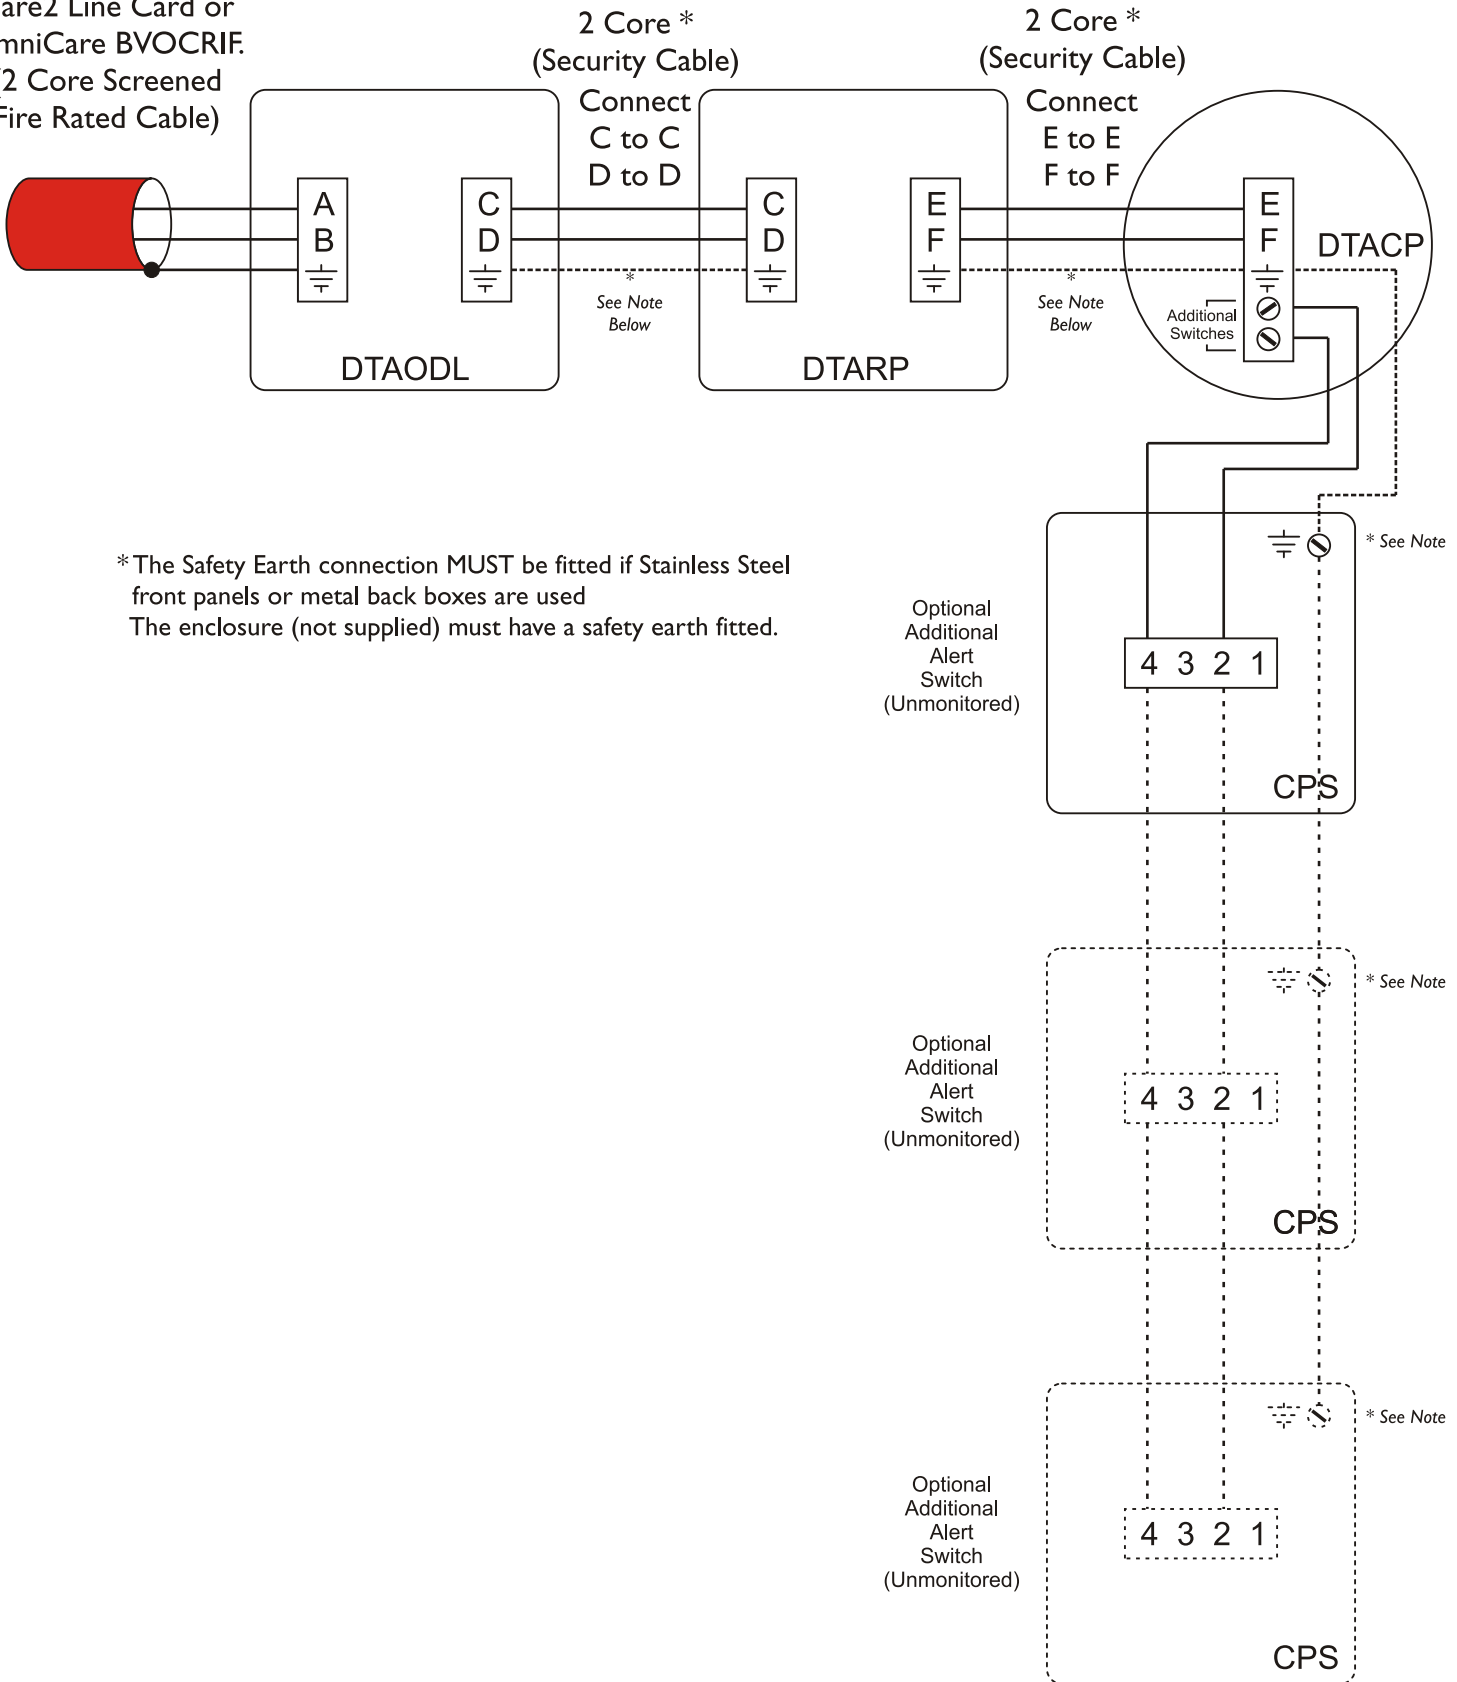 Line Card or
BVOCRIF.
2 Core Screened
Rated Cable)
2 Core *
(Security Cable)
Connect
C to C
D to D
2 Core *
(Security Cable)
Connect
E to E
F to F
A
B
C
D
C
D
E
F
E
F
DTACP
*
See Note
Below
*
See Note
Below
Additional
Switches
DTAODL
DTARP
* The Safety Earth connection MUST be fitted if Stainless Steel
front panels or metal back boxes are used
The enclosure (not supplied) must have a safety earth fitted.
* See Note
Optional
Additional
Alert
Switch
(Unmonitored)
4 3 2 1
CPS
* See Note
Optional
Additional
Alert
Switch
(Unmonitored)
4 3 2 1
CPS
* See Note
Optional
Additional
Alert
Switch
(Unmonitored)
4 3 2 1
CPS